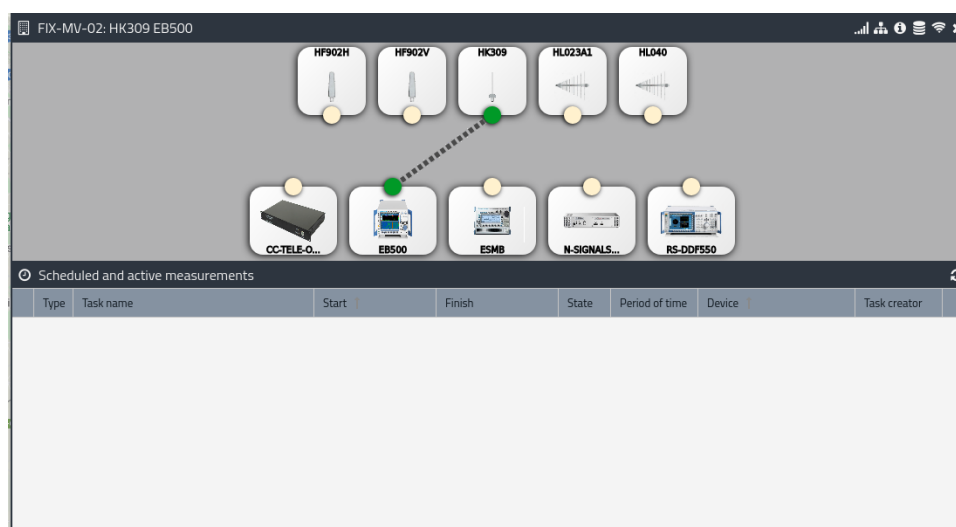 FIX-MV-02: HK309 EB500
HF902H HF902V HK309 HL023A1 HL040
CC-TELE-O... EB500 ESMB N-SIGNALS... RS-DDF550
Scheduled and active measurements
Type Task name Start Finish State Period of time Device Task creator